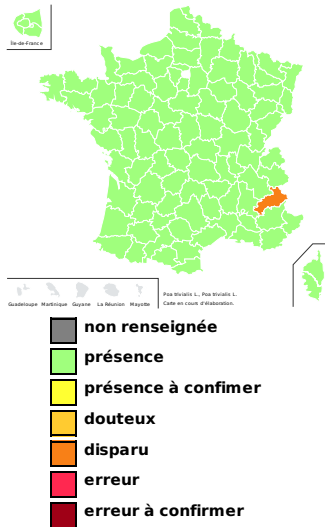 Île-de-France
Guadeloupe Martinique Guyane La Réunion Mayotte
Poa trivialis L., Poa trivialis L.
Carte en cours d'élaboration.
non renseignée
présence
présence à confimer
douteux
disparu
erreur
erreur à confirmer